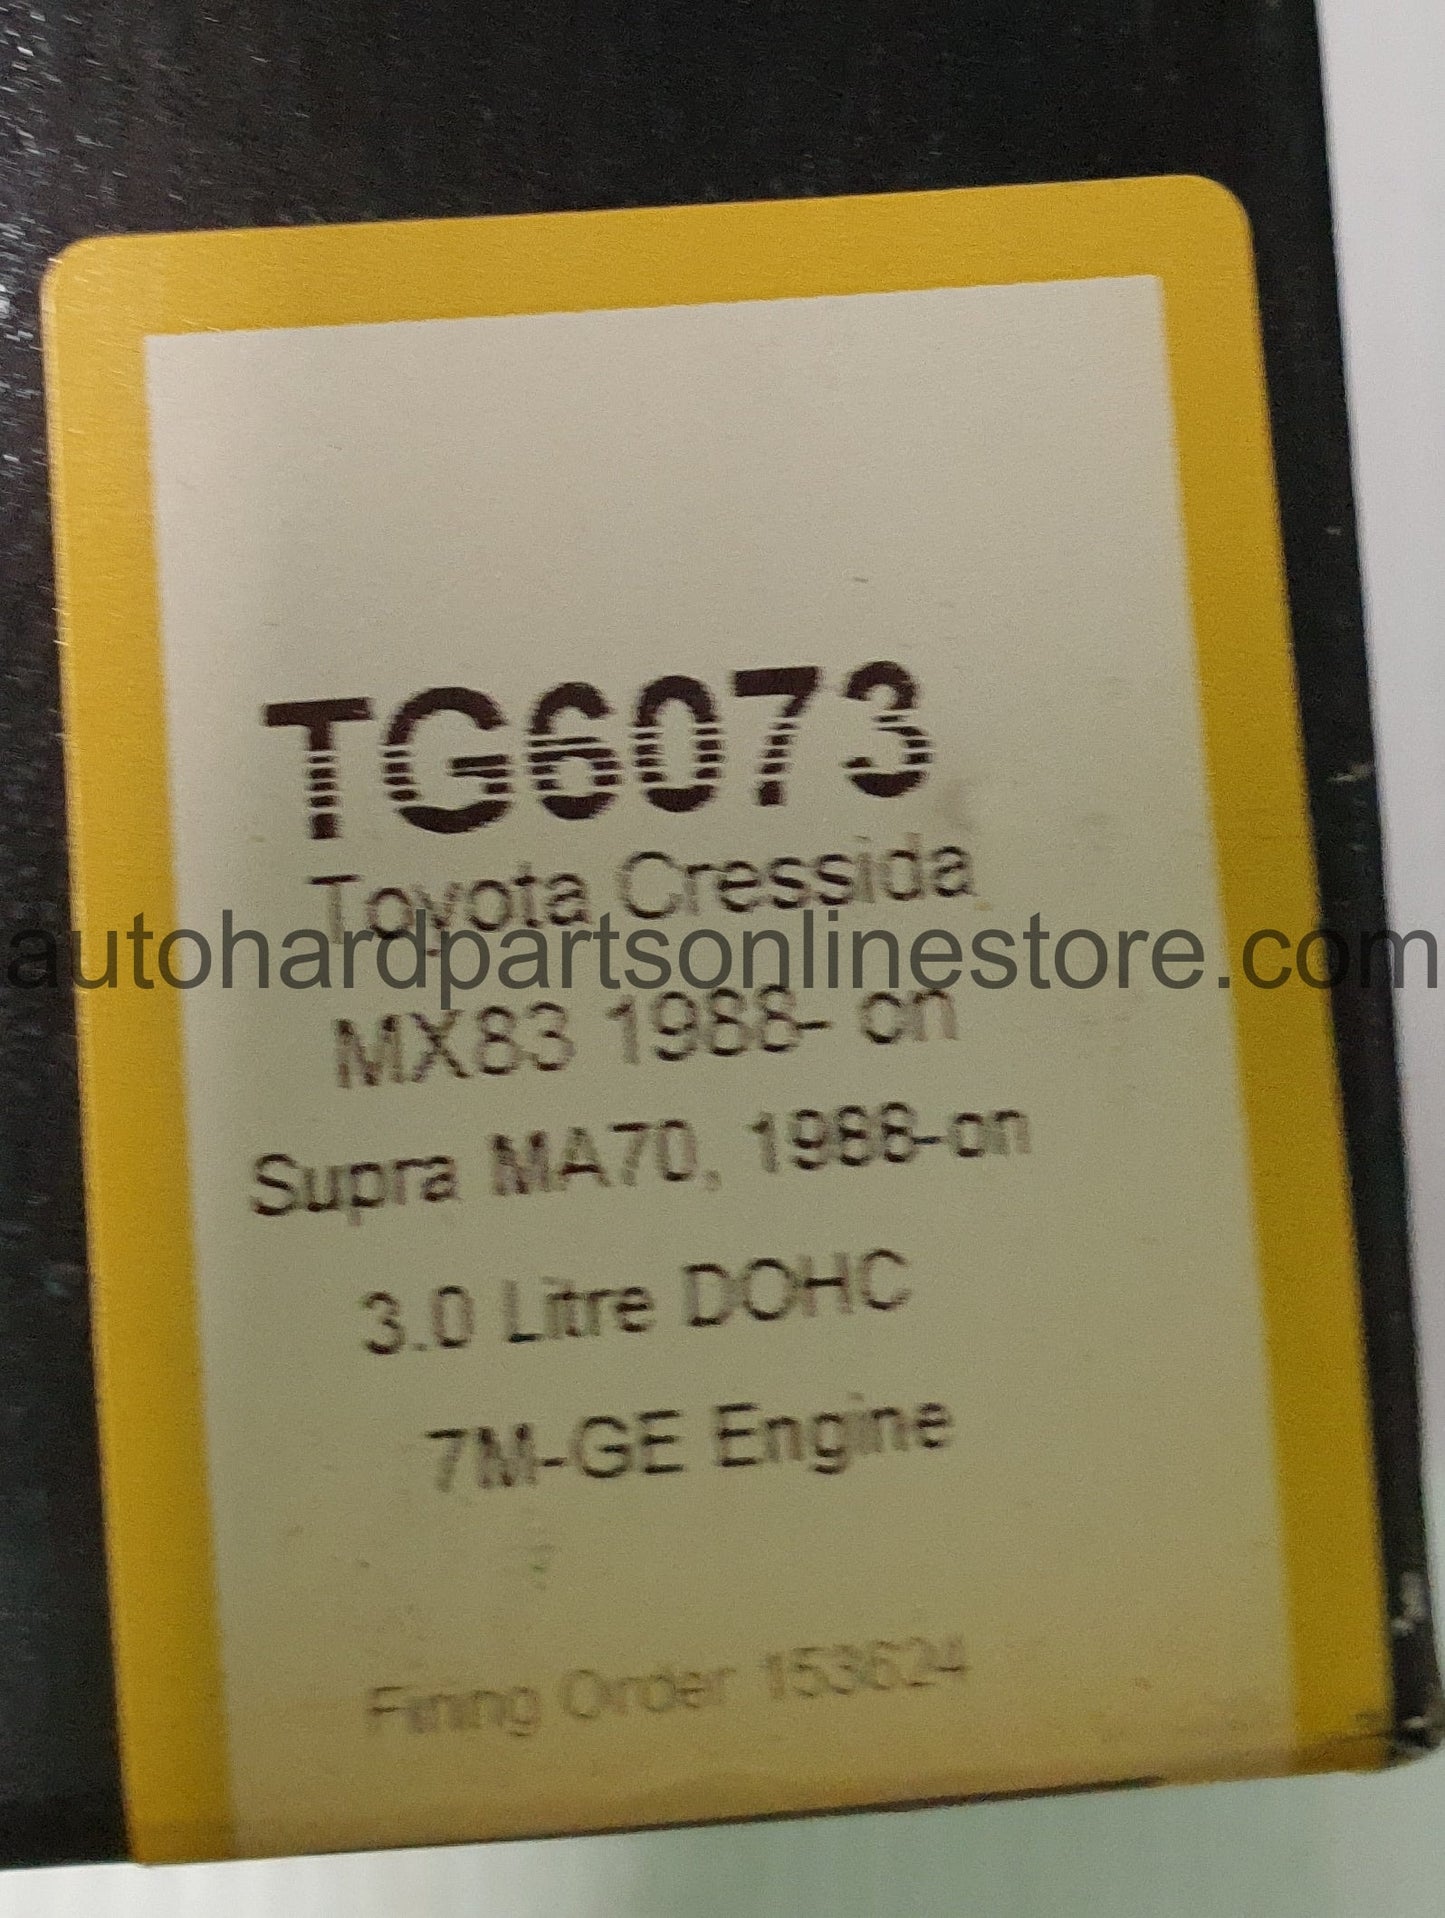 TG6073
Toyota Cressida
autohardpartsonlinestore.com
MX83 1988- on
Supra MA70, 1988-on
3.0 Litre DOHC
7M-GE Engine
Firing Order 153624